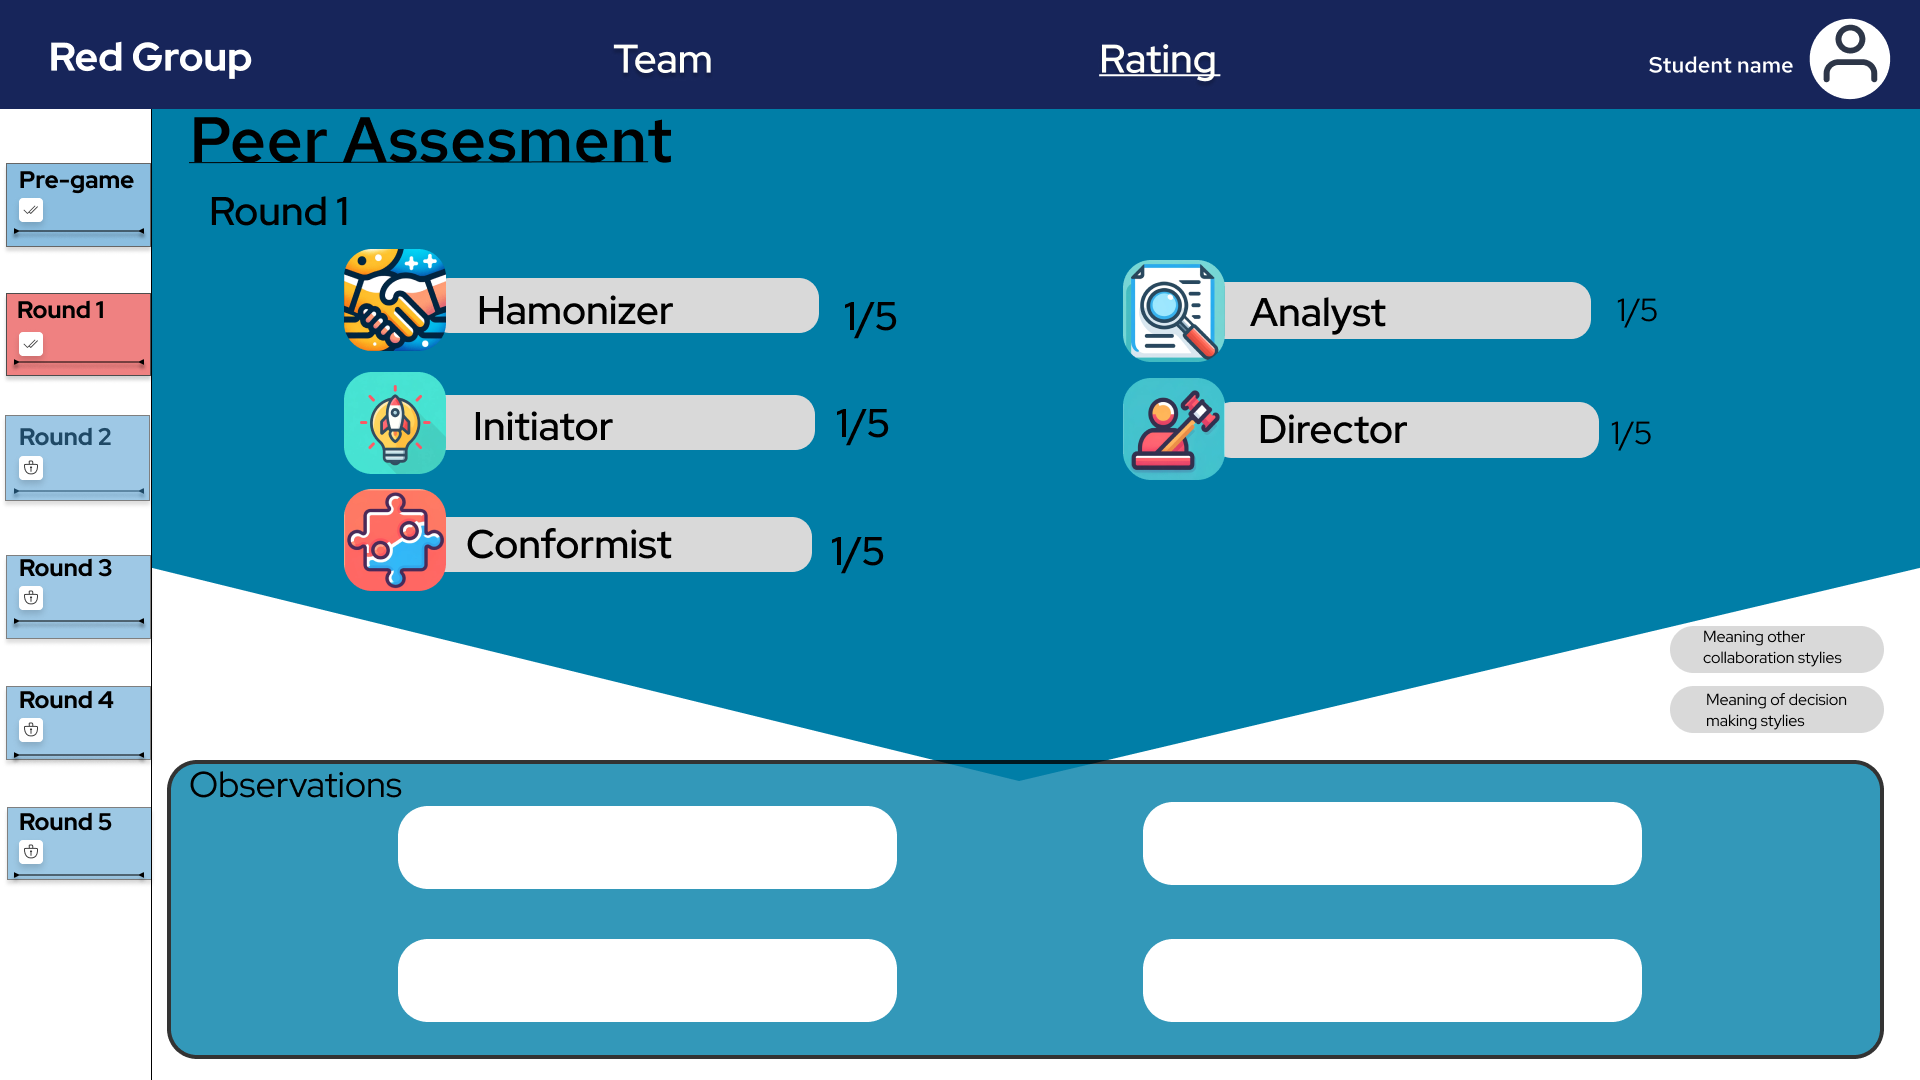 Red Group
Team
Rating
Student name
Pre-game
Round 1
Round 2
Round 3
Round 4
Round 5
Peer Assesment
Round 1
Hamonizer
1/5
Initiator
1/5
Conformist
1/5
Analyst
1/5
Director
1/5
Meaning other
collaboration stylies
Meaning of decision
making stylies
Observations